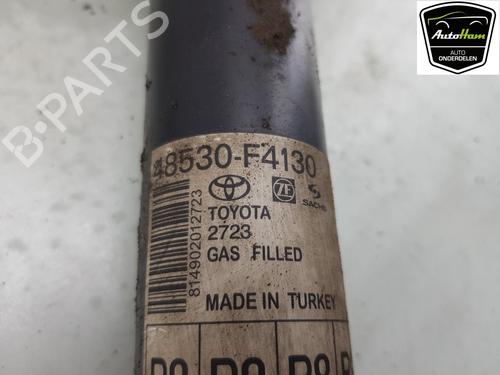 AutoHam
AUTO
ONDERDELEN
B-PARTS
48530-F4130
ZF
SACHS
TOYOTA
2723
GAS FILLED
814902012723
MADE IN TURKEY